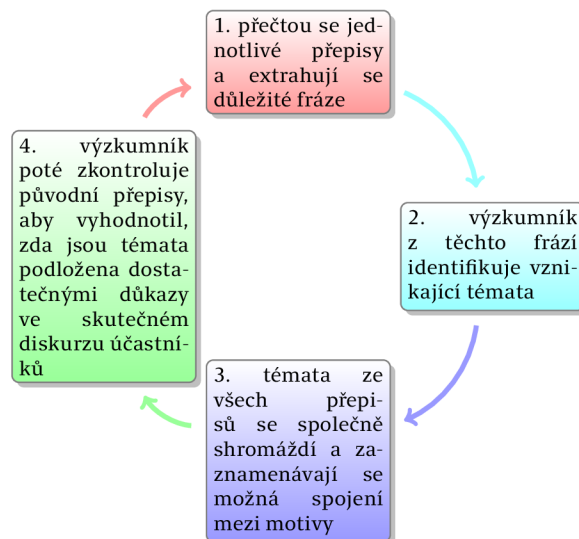 1. přečtou se jed-
notlivé přepisy
a extrahují se
důležité fráze
2. výzkumník
z těchto frází
identifikuje vzni-
kající témata
3. témata ze
všech přepi-
sů se společně
shromáždí a za-
znamenávají se
možná spojení
mezi motivy
4. výzkumník
poté zkontroluje
původní přepisy,
aby vyhodnotil,
zda jsou témata
podložena dosta-
tečnými důkazy
ve skutečném
diskurzu účastní-
ků